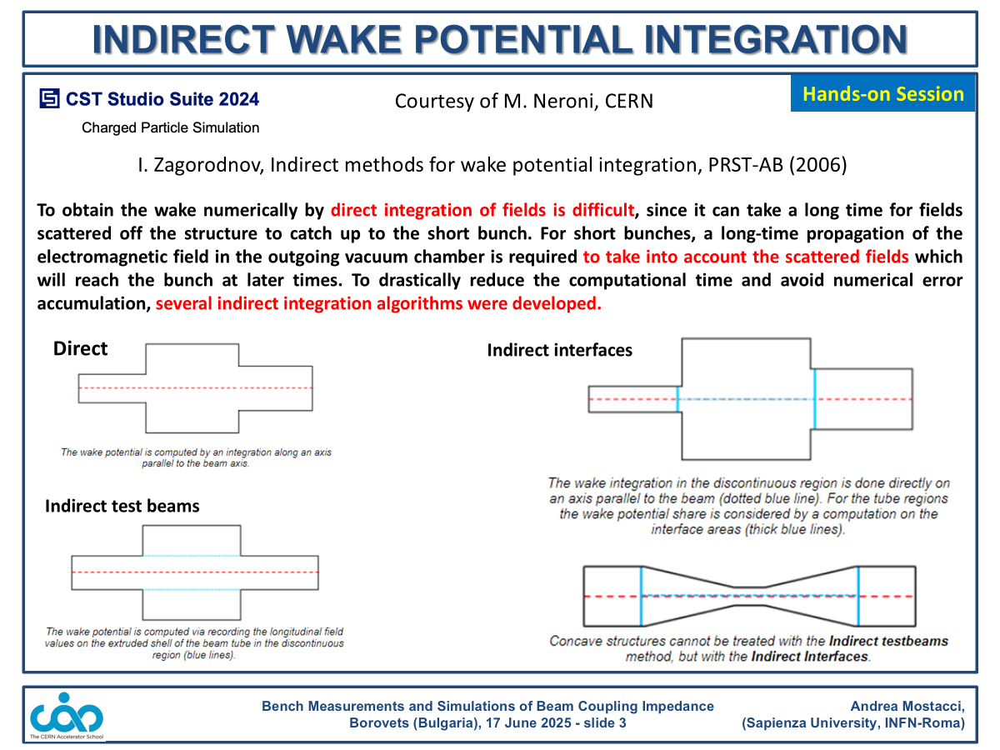 INDIRECT WAKE POTENTIAL INTEGRATION
CST Studio Suite 2024
Charged Particle Simulation
Courtesy of M. Neroni, CERN
Hands-on Session
I. Zagorodnov, Indirect methods for wake potential integration, PRST-AB (2006)
To obtain the wake numerically by direct integration of fields is difficult, since it can take a long time for fields
scattered off the structure to catch up to the short bunch. For short bunches, a long-time propagation of the
electromagnetic field in the outgoing vacuum chamber is required to take into account the scattered fields which
will reach the bunch at later times. To drastically reduce the computational time and avoid numerical error
accumulation, several indirect integration algorithms were developed.
Direct
The wake potential is computed by an integration along an axis
parallel to the beam axis.
Indirect test beams
The wake potential is computed via recording the longitudinal field
values on the extruded shell of the beam tube in the discontinuous
region (blue lines).
Indirect interfaces
The wake integration in the discontinuous region is done directly on
an axis parallel to the beam (dotted blue line). For the tube regions
the wake potential share is considered by a computation on the
interface areas (thick blue lines).
Concave structures cannot be treated with the Indirect testbeams
method, but with the Indirect Interfaces.
The CERN Accelerator School
Bench Measurements and Simulations of Beam Coupling Impedance
Borovets (Bulgaria), 17 June 2025 - slide 3
Andrea Mostacci,
(Sapienza University, INFN-Roma)